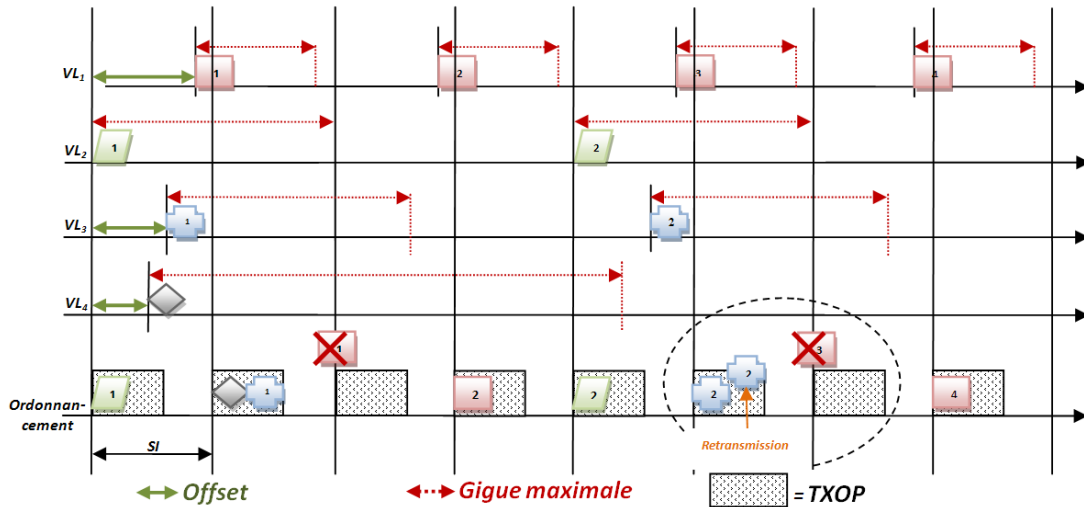 VL1 1 2 3 4
VL2 1 2
VL3 1 2
VL4
1 3
2
Ordonnan-
cement
1 1 2 2 2 4
Retransmission
SI
Offset
Gigue maximale
= TXOP